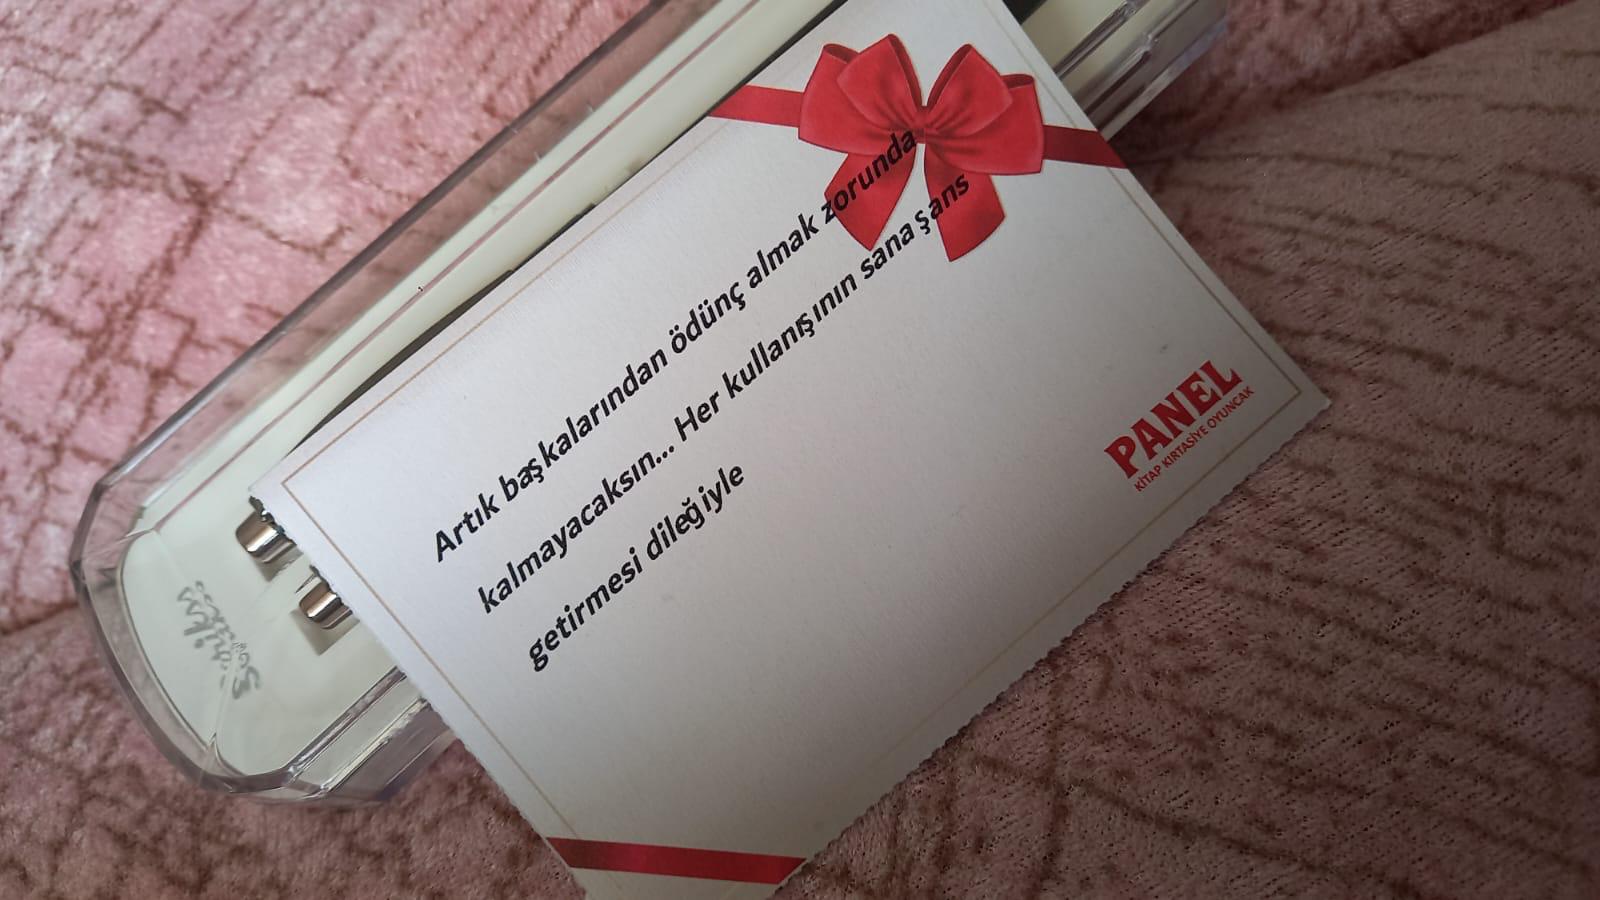 Artık başkalarından ödünç almak zorunda
kalmayacaksın... Her kullanışının sana şans
getirmesi dileğiyle
PANEL
KİTAP KIRTASİYE OYUNCAK